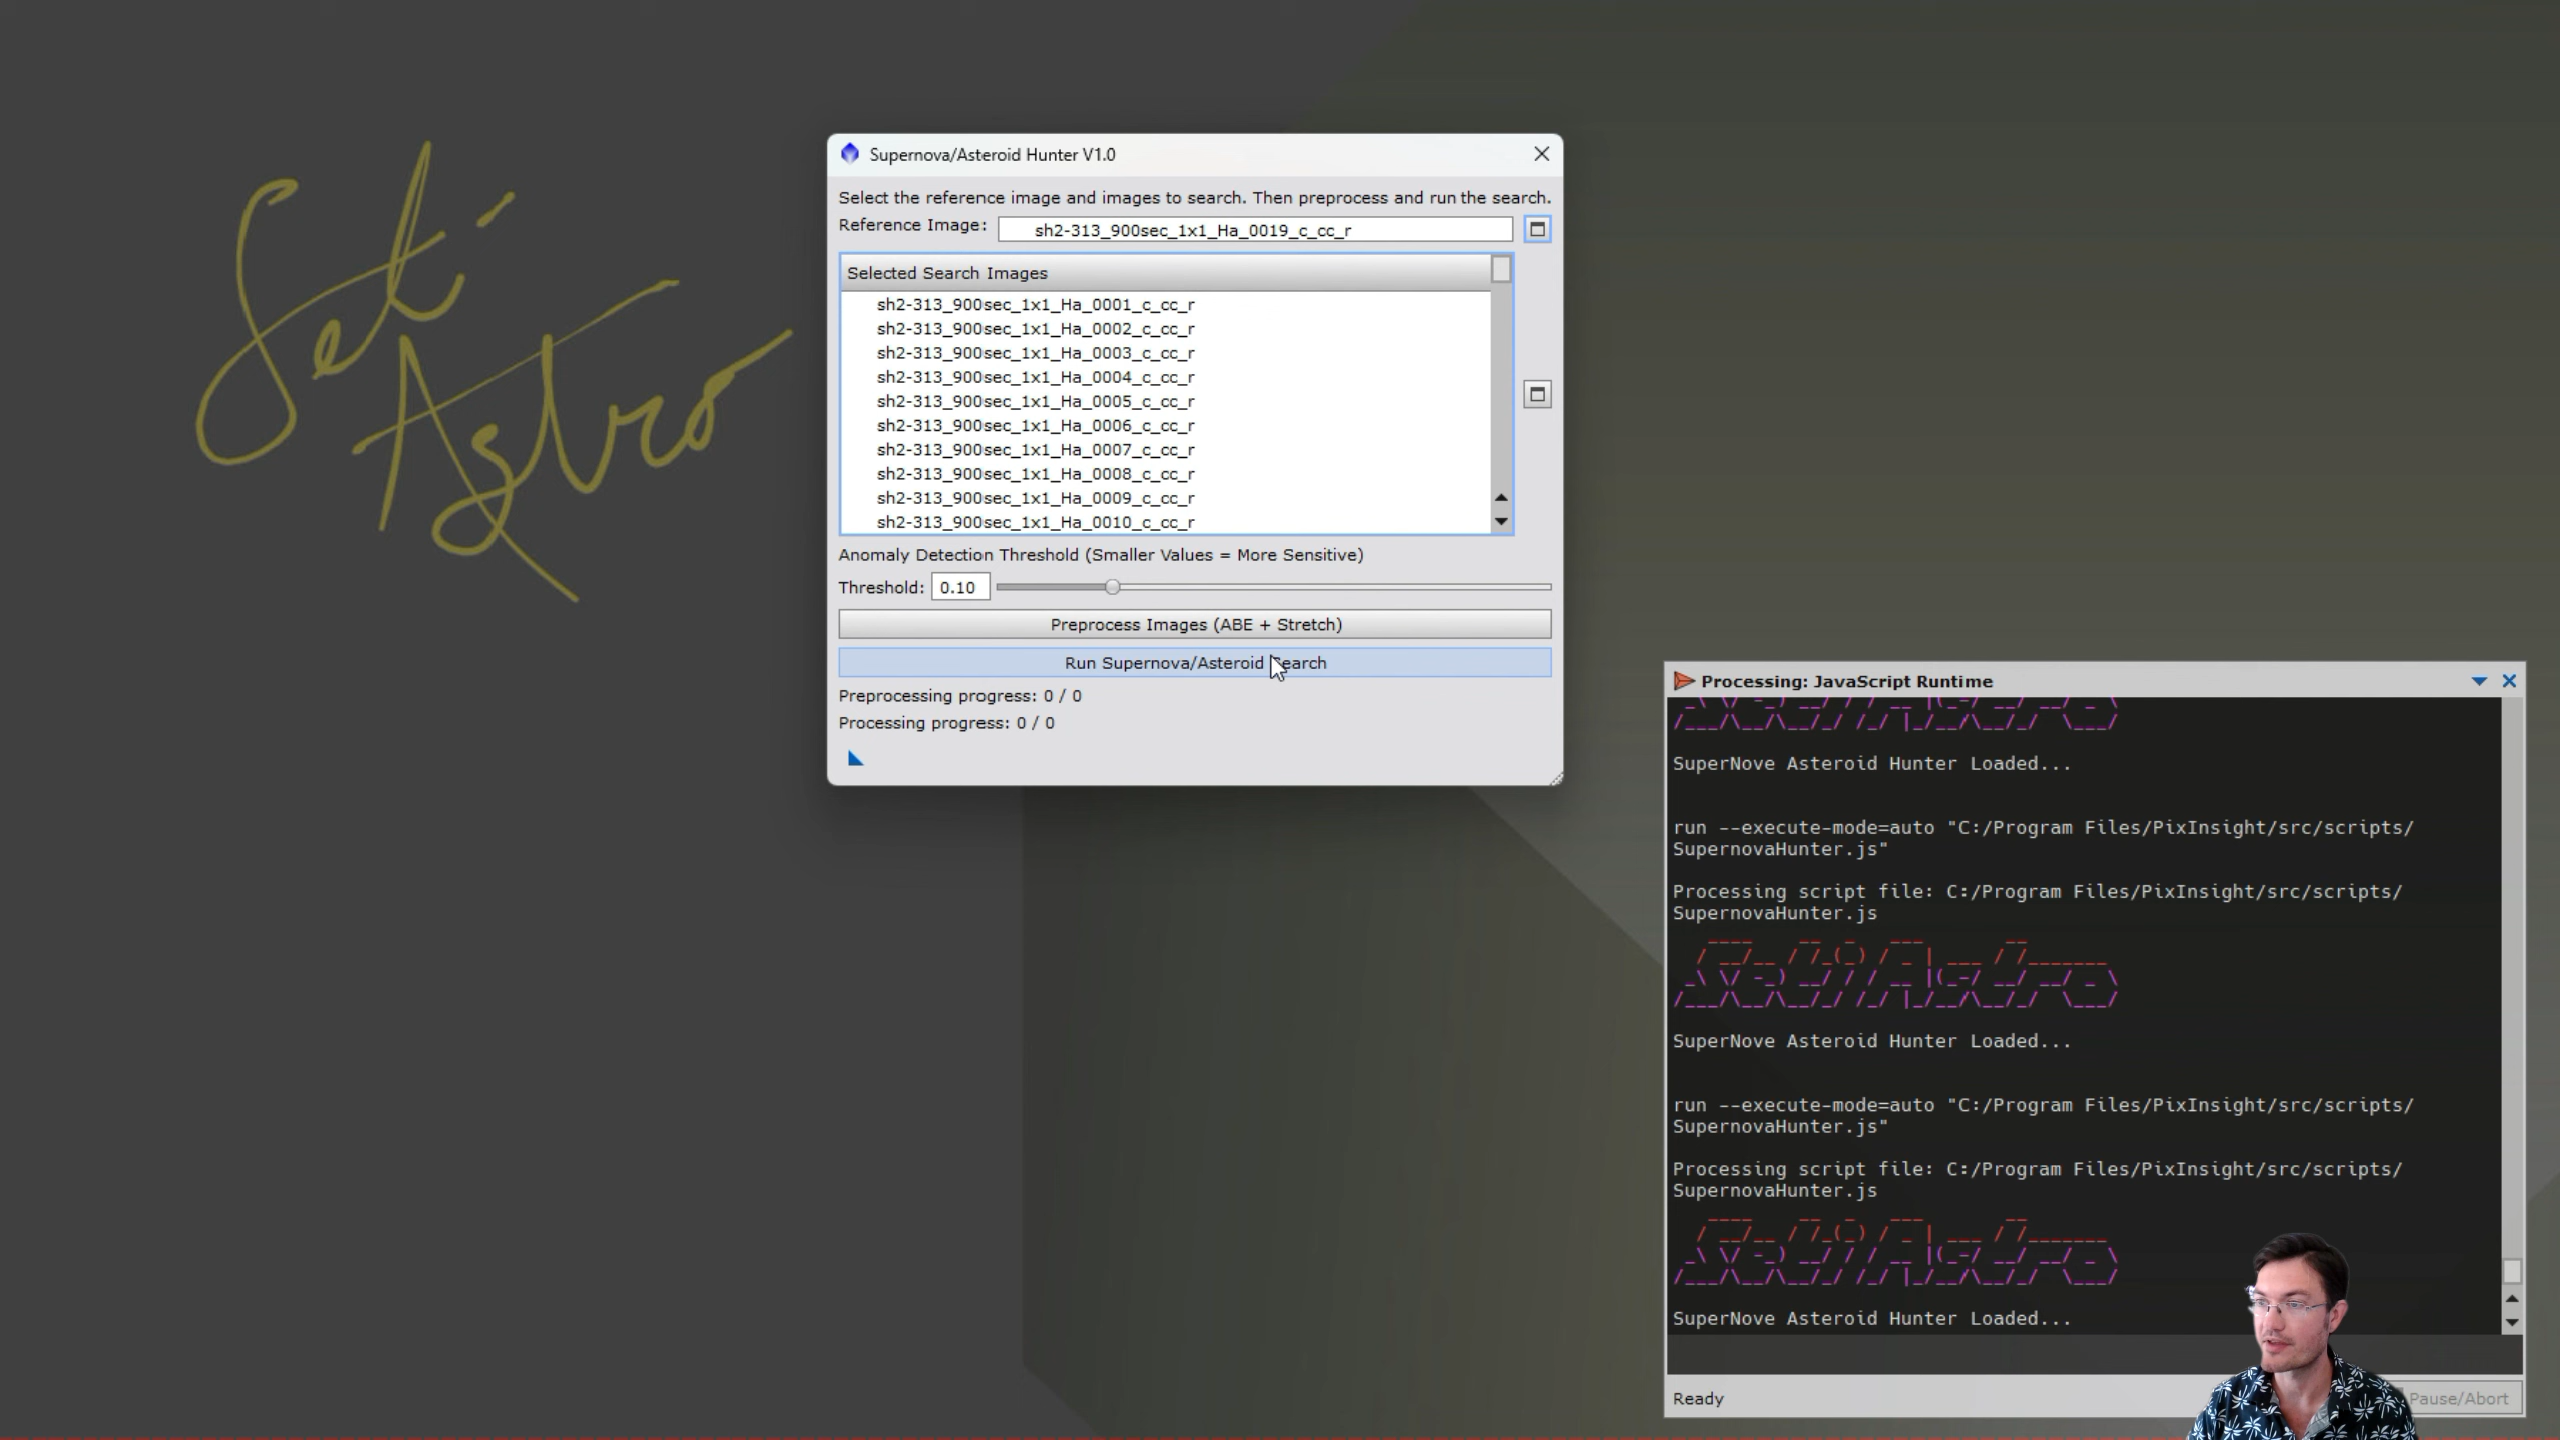 Seti
Astro
Supernova/Asteroid Hunter V1.0
Select the reference image and images to search. Then preprocess and run the search.
Reference Image: sh2-313_900sec_1x1_Ha_0019_c_cc_r
Selected Search Images
sh2-313_900sec_1x1_Ha_0001_c_cc_r
sh2-313_900sec_1x1_Ha_0002_c_cc_r
sh2-313_900sec_1x1_Ha_0003_c_cc_r
sh2-313_900sec_1x1_Ha_0004_c_cc_r
sh2-313_900sec_1x1_Ha_0005_c_cc_r
sh2-313_900sec_1x1_Ha_0006_c_cc_r
sh2-313_900sec_1x1_Ha_0007_c_cc_r
sh2-313_900sec_1x1_Ha_0008_c_cc_r
sh2-313_900sec_1x1_Ha_0009_c_cc_r
sh2-313_900sec_1x1_Ha_0010_c_cc_r
Anomaly Detection Threshold (Smaller Values = More Sensitive)
Threshold: 0.10
Preprocess Images (ABE + Stretch)
Run Supernova/Asteroid Search
Preprocessing progress: 0 / 0
Processing progress: 0 / 0
Processing: JavaScript Runtime
SuperNove Asteroid Hunter Loaded...
run --execute-mode=auto "C:/Program Files/PixInsight/src/scripts/
SupernovaHunter.js"
Processing script file: C:/Program Files/PixInsight/src/scripts/
SupernovaHunter.js
Seti Astro
SuperNove Asteroid Hunter Loaded...
run --execute-mode=auto "C:/Program Files/PixInsight/src/scripts/
SupernovaHunter.js"
Processing script file: C:/Program Files/PixInsight/src/scripts/
SupernovaHunter.js
Seti Astro
SuperNove Asteroid Hunter Loaded...
Ready
Pause/Abort